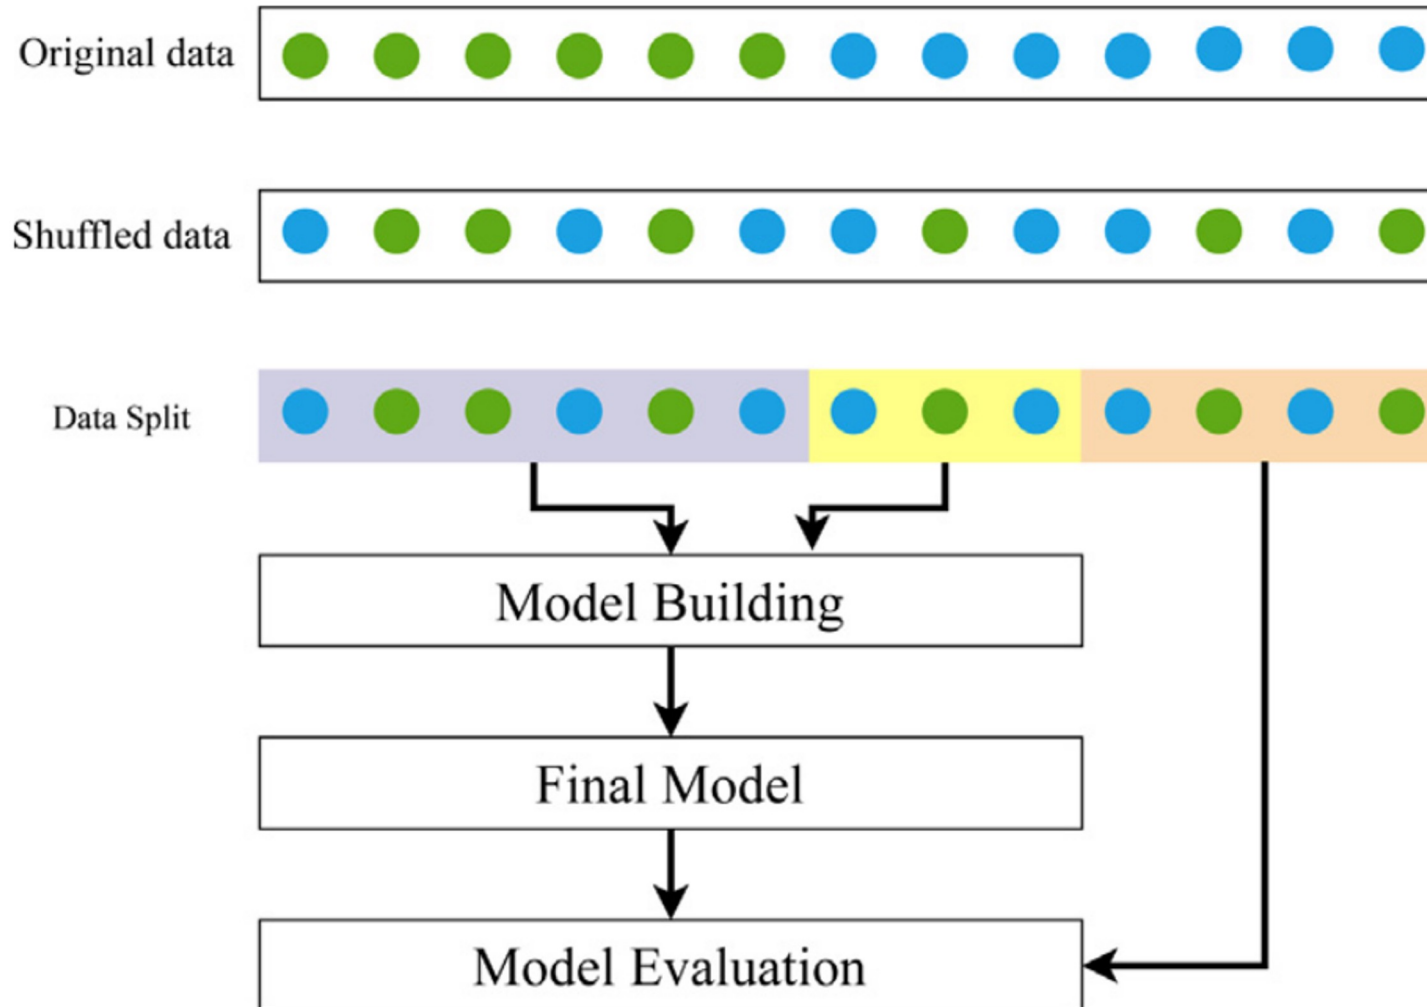 Original data
Shuffled data
Data Split
Model Building
Final Model
Model Evaluation